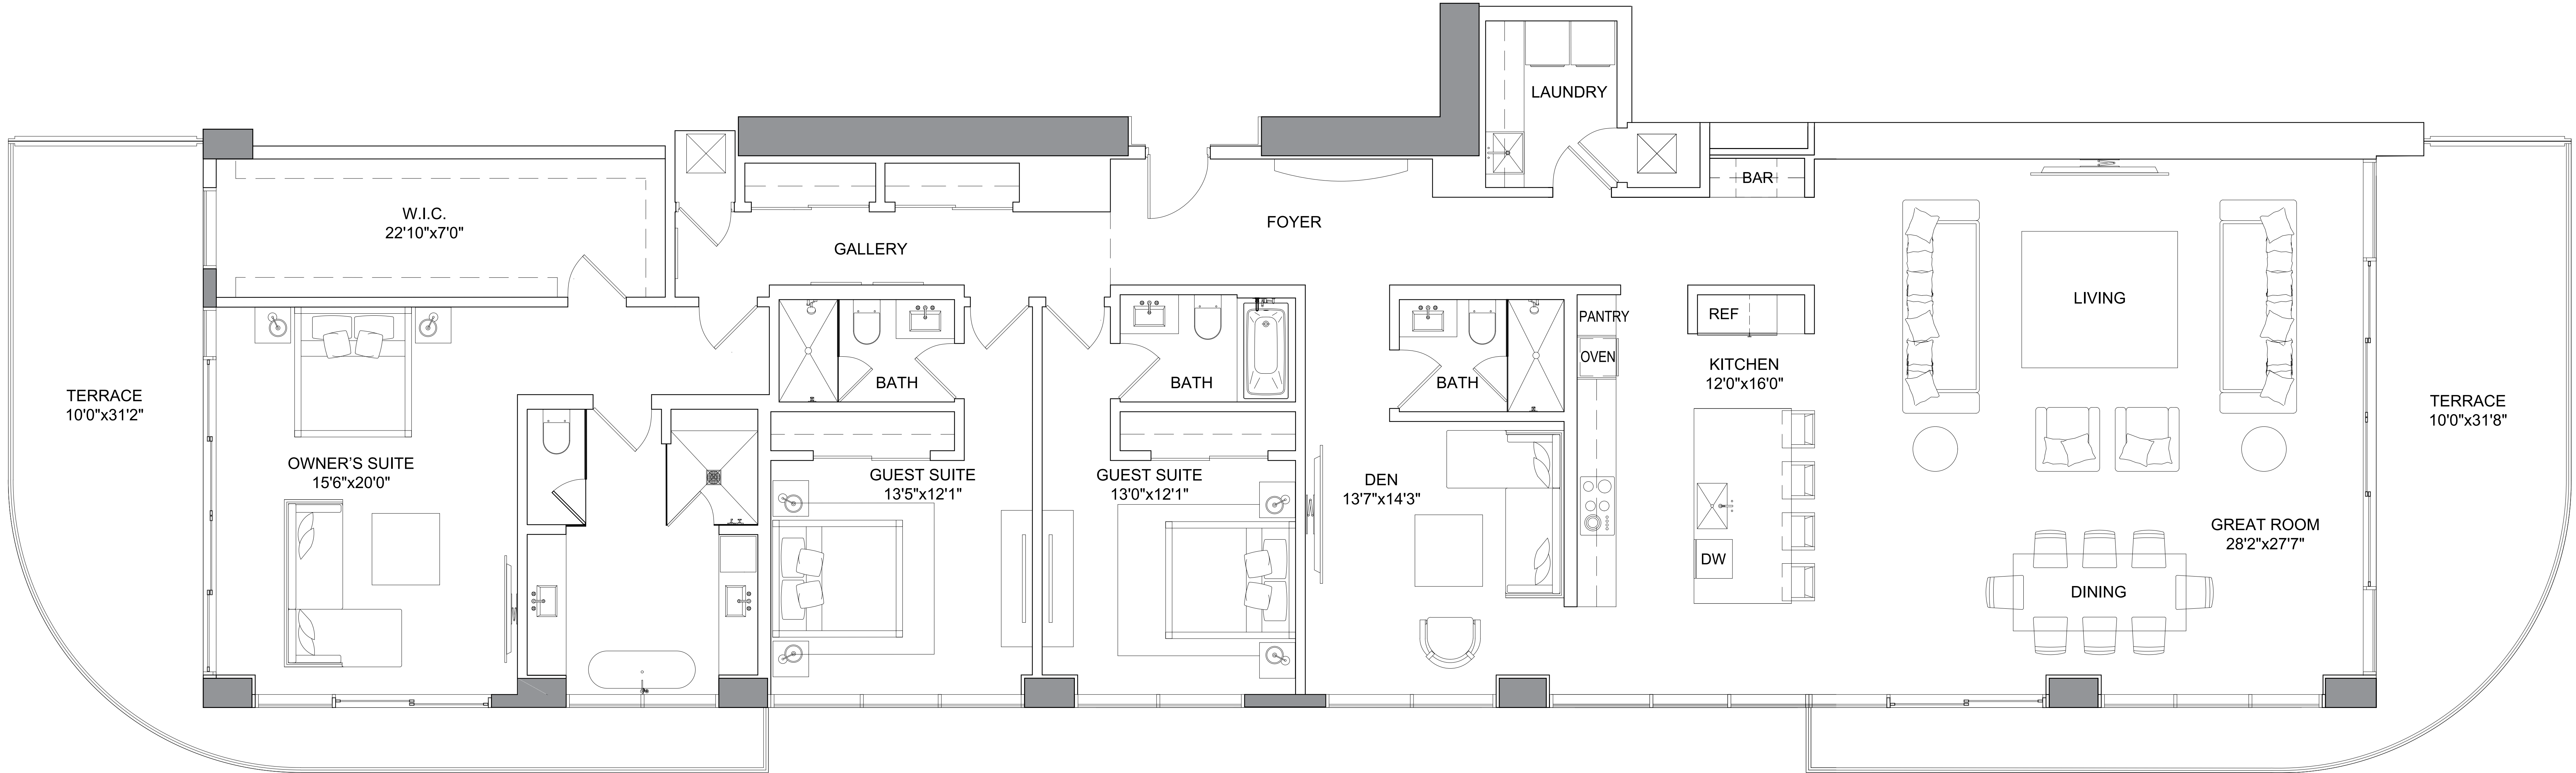 LAUNDRY
BAR
W.I.C.
22'10"x7'0"
GALLERY
FOYER
LIVING
PANTRY
REF
OVEN
KITCHEN
12'0"x16'0"
BATH
BATH
BATH
TERRACE
10'0"x31'2"
TERRACE
10'0"x31'8"
OWNER'S SUITE
15'6"x20'0"
GUEST SUITE
13'5"x12'1"
GUEST SUITE
13'0"x12'1"
DEN
13'7"x14'3"
GREAT ROOM
28'2"x27'7"
DW
DINING